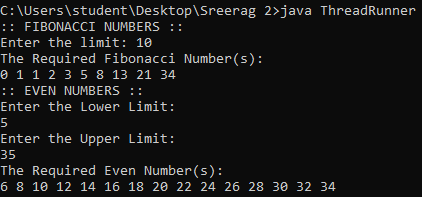 C:\Users\student\Desktop\Sreerag 2>java ThreadRunner
:: FIBONACCI NUMBERS ::
Enter the limit: 10
The Required Fibonacci Number(s):
0 1 1 2 3 5 8 13 21 34
:: EVEN NUMBERS ::
Enter the Lower Limit:
5
Enter the Upper Limit:
35
The Required Even Number(s):
6 8 10 12 14 16 18 20 22 24 26 28 30 32 34